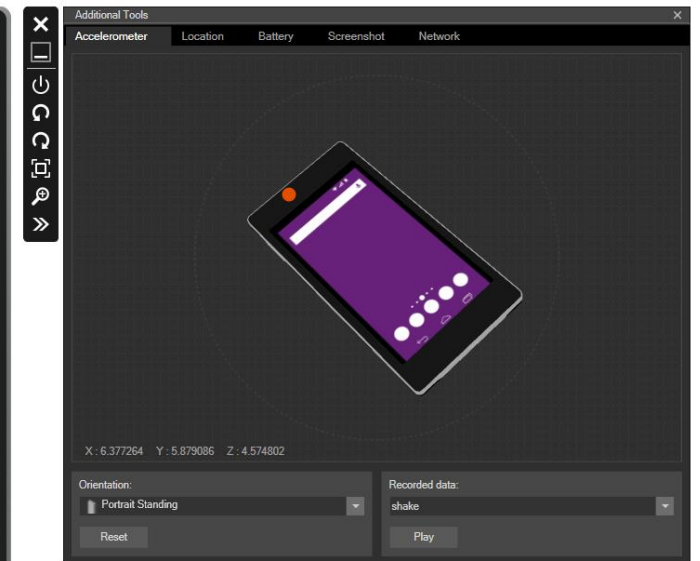 Additional Tools
Accelerometer Location Battery Screenshot Network
X : 6.377264 Y : 5.879086 Z : 4.574802
Orientation:
Portrait Standing
Reset
Recorded data:
shake
Play